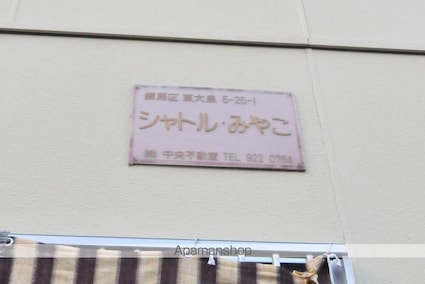 練馬区 東大泉 5-26-1
シャトル・みやこ
㈱ 中央不動産 TEL 922 0764
Apamanshop